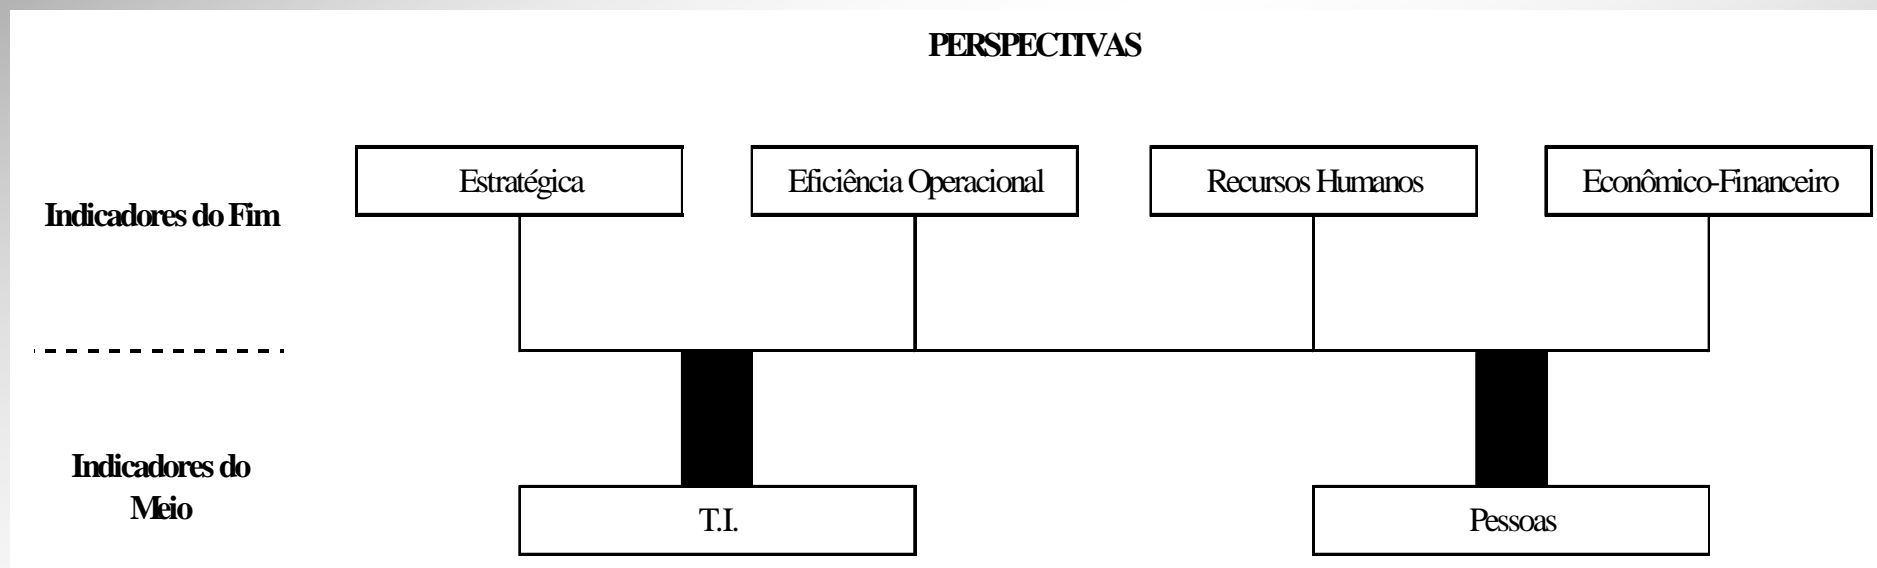 PERSPECTIVAS
Estratégica
Eficiência Operacional
Recursos Humanos
Econômico-Financeiro
Indicadores do Fim
Indicadores do
Meio
T.I.
Pessoas